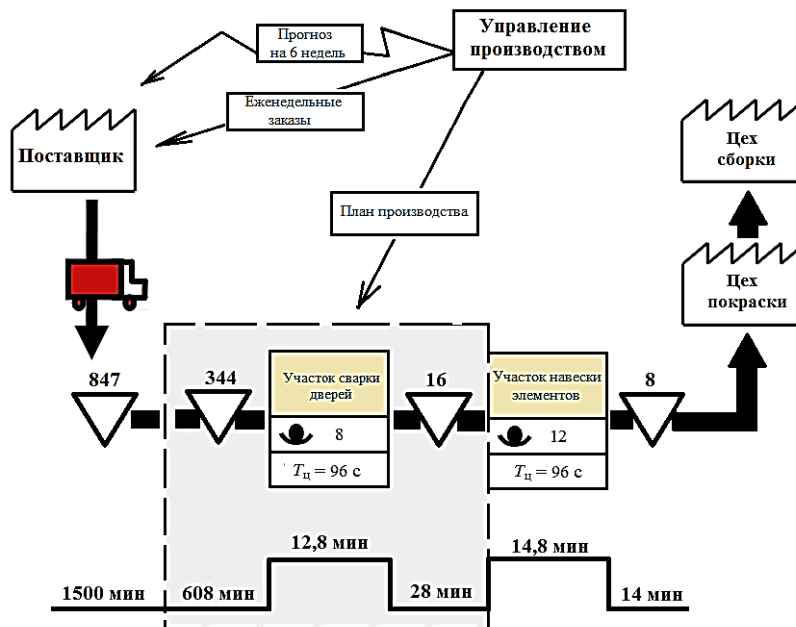 Прогноз
на 6 недель
Управление
производством
Еженедельные
заказы
Поставщик
Цех
сборки
План производства
Цех
покраски
847
344
Участок сварки
дверей
16
Участок навески
элементов
8
8
12
Tц = 96 с
Tц = 96 с
12,8 мин
14,8 мин
1500 мин
608 мин
28 мин
14 мин